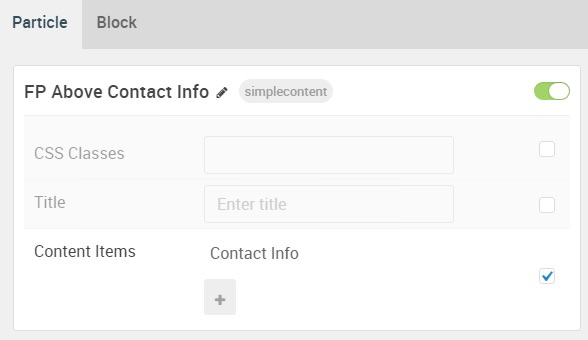 Particle Block
FP Above Contact Info simplecontent
CSS Classes
Title Enter title
Content Items Contact Info
+